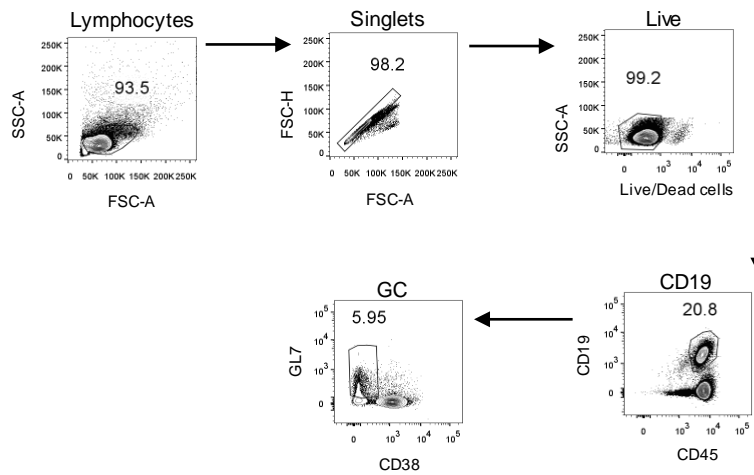 Lymphocytes
Singlets
Live
250K
200K
150K
100K
50K
0
SSC-A
93.5
0 50K 100K 150K 200K 250K
FSC-A
250K
200K
150K
100K
50K
0
FSC-H
98.2
0 50K 100K 150K 200K 250K
FSC-A
250K
200K
150K
100K
50K
0
SSC-A
99.2
0 10³ 10⁴ 10⁵
Live/Dead cells
GC
CD19
10⁵
10⁴
10³
0
GL7
5.95
0 10³ 10⁴ 10⁵
CD38
10⁵
10⁴
10³
0
CD19
20.8
0 10³ 10⁴ 10⁵
CD45